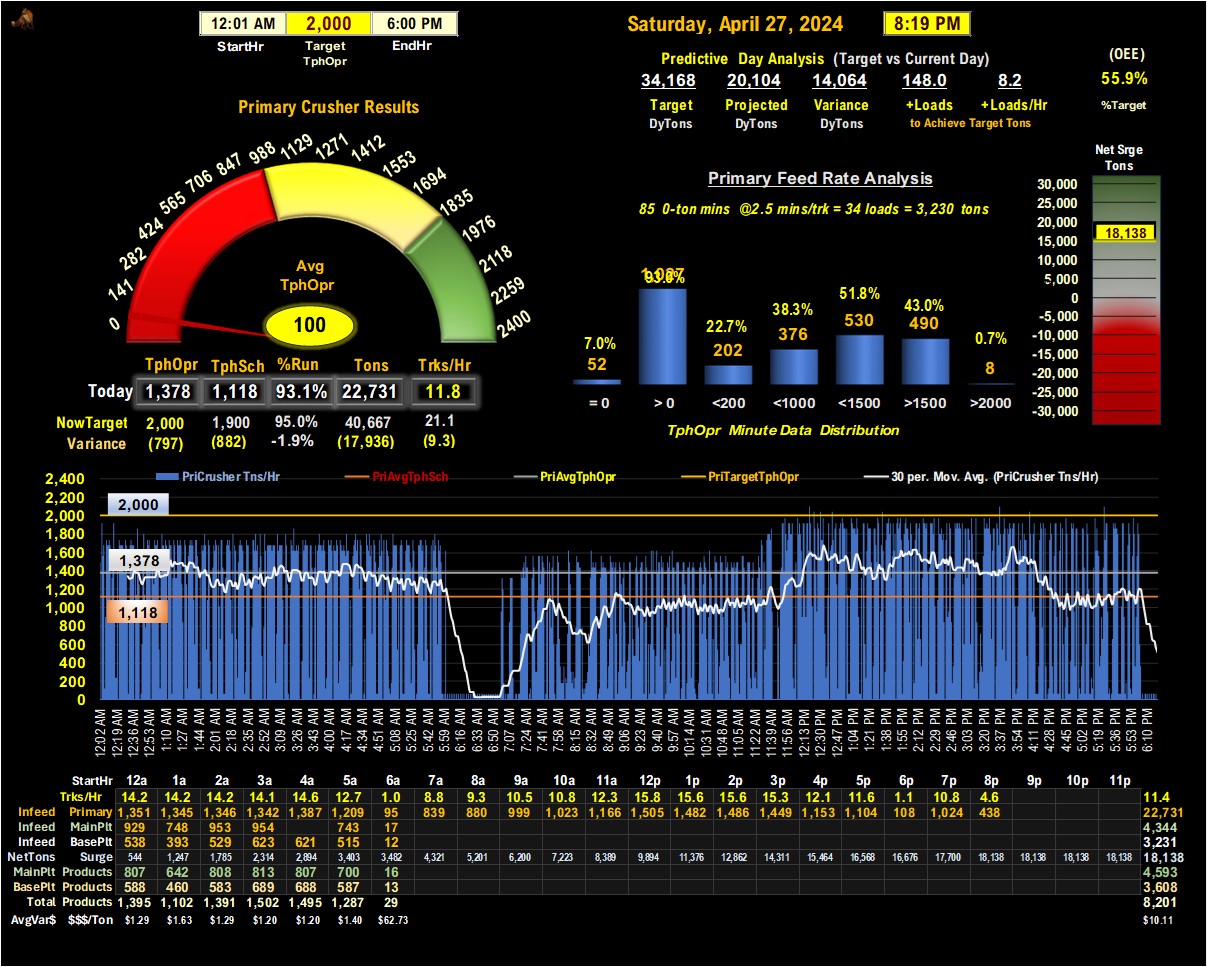 12:01 AM 2,000 6:00 PM
StartHr Target EndHr
TphOpr
Saturday, April 27, 2024 8:19 PM
Predictive Day Analysis (Target vs Current Day)
34,168 20,104 14,064 148.0 8.2
Target Projected Variance +Loads +Loads/Hr
DyTons DyTons DyTons to Achieve Target Tons
(OEE)
55.9%
%Target
Primary Crusher Results
0 141 282 424 565 706 847 988 1129 1271 1412 1553 1694 1835 1976 2118 2259 2400
Avg
TphOpr
100
TphOpr TphSch %Run Tons Trks/Hr
Today 1,378 1,118 93.1% 22,731 11.8
NowTarget 2,000 1,900 95.0% 40,667 21.1
Variance (797) (882) -1.9% (17,936) (9.3)
Primary Feed Rate Analysis
85 0-ton mins @2.5 mins/trk = 34 loads = 3,230 tons
7.0% 93.0% 22.7% 38.3% 51.8% 43.0% 0.7%
52 1,027 202 376 530 490 8
= 0 > 0 <200 <1000 <1500 >1500 >2000
TphOpr Minute Data Distribution
Net Srge
Tons
30,000
25,000
20,000
18,138
15,000
10,000
5,000
0
-5,000
-10,000
-15,000
-20,000
-25,000
-30,000
PriCrusher Tns/Hr PriAvgTphSch PriAvgTphOpr PriTargetTphOpr 30 per. Mov. Avg. (PriCrusher Tns/Hr)
2,400
2,200
2,000
1,800
1,600
1,400
1,200
1,000
800
600
400
200
0
2,000
1,378
1,118
12:02 AM 12:19 AM 12:36 AM 12:53 AM 1:10 AM 1:27 AM 1:44 AM 2:01 AM 2:18 AM 2:35 AM 2:52 AM 3:09 AM 3:26 AM 3:43 AM 4:00 AM 4:17 AM 4:34 AM 4:51 AM 5:08 AM 5:25 AM 5:42 AM 5:59 AM 6:16 AM 6:33 AM 6:50 AM 7:07 AM 7:24 AM 7:41 AM 7:58 AM 8:15 AM 8:32 AM 8:49 AM 9:06 AM 9:23 AM 9:40 AM 9:57 AM 10:14 AM 10:31 AM 10:48 AM 11:05 AM 11:22 AM 11:39 AM 11:56 AM 12:13 PM 12:30 PM 12:47 PM 1:04 PM 1:21 PM 1:38 PM 1:55 PM 2:12 PM 2:29 PM 2:46 PM 3:03 PM 3:20 PM 3:37 PM 3:54 PM 4:11 PM 4:28 PM 4:45 PM 5:02 PM 5:19 PM 5:36 PM 5:53 PM 6:10 PM
StartHr 12a 1a 2a 3a 4a 5a 6a 7a 8a 9a 10a 11a 12p 1p 2p 3p 4p 5p 6p 7p 8p 9p 10p 11p
Trks/Hr 14.2 14.2 14.2 14.1 14.6 12.7 1.0 8.8 9.3 10.5 10.8 12.3 15.8 15.6 15.6 15.3 12.1 11.6 1.1 10.8 4.6 11.4
Infeed Primary 1,351 1,345 1,346 1,342 1,387 1,209 95 839 880 999 1,023 1,166 1,505 1,482 1,486 1,449 1,153 1,104 108 1,024 438 22,731
Infeed MainPlt 929 748 953 954 743 17 4,344
Infeed BasePlt 538 393 529 623 621 515 12 3,231
NetTons Surge 544 1,247 1,785 2,314 2,894 3,403 3,482 4,321 5,201 6,200 7,223 8,389 9,894 11,376 12,862 14,311 15,464 16,568 16,676 17,700 18,138 18,138 18,138 18,138 18,138
MainPlt Products 807 642 808 813 807 700 16 4,593
BasePlt Products 588 460 583 689 688 587 13 3,608
Total Products 1,395 1,102 1,391 1,502 1,495 1,287 29 8,201
AvgVar$ $$$/Ton $1.29 $1.63 $1.29 $1.20 $1.20 $1.40 $62.73 $10.11